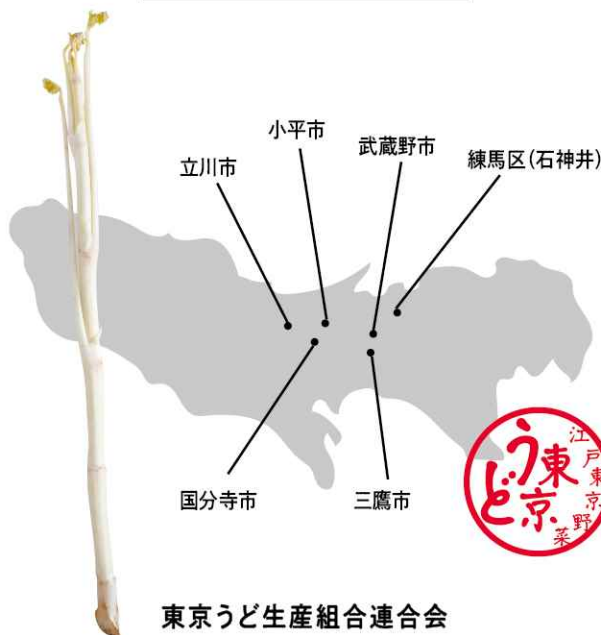 小平市
武蔵野市
練馬区(石神井)
立川市
国分寺市
三鷹市
江戸東京野菜
東京
うど
東京うど生産組合連合会